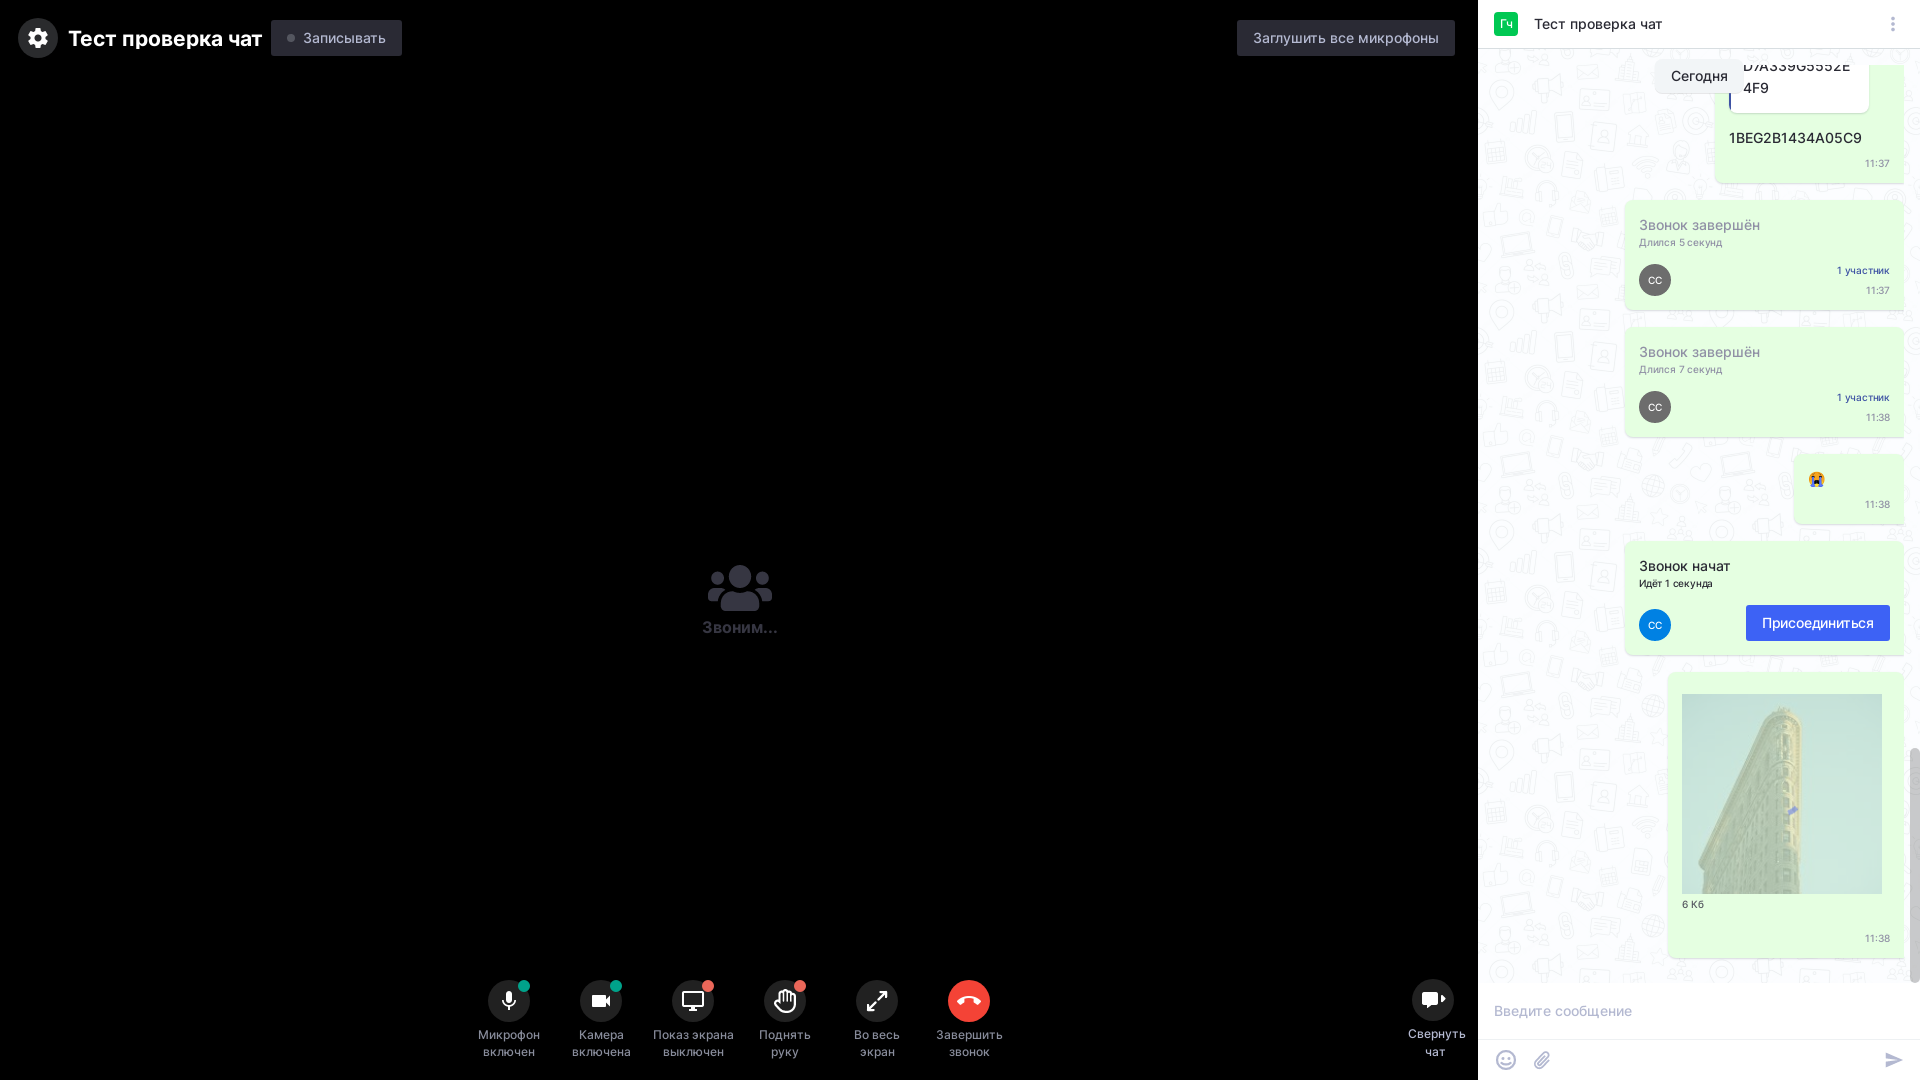 Тест проверка чат
Записывать
Заглушить все микрофоны
Звоним...
Микрофон
включен
Камера
включена
Показ экрана
выключен
Поднять
руку
Во весь
экран
Завершить
звонок
Свернуть
чат
Гч
Тест проверка чат
Сегодня
D7A339G5552E
4F9
1BEG2B1434A05C9
11:37
Звонок завершён
Длился 5 секунд
СС
1 участник
11:37
Звонок завершён
Длился 7 секунд
СС
1 участник
11:38
11:38
Звонок начат
Идёт 1 секунда
СС
Присоединиться
6 Кб
11:38
Введите сообщение